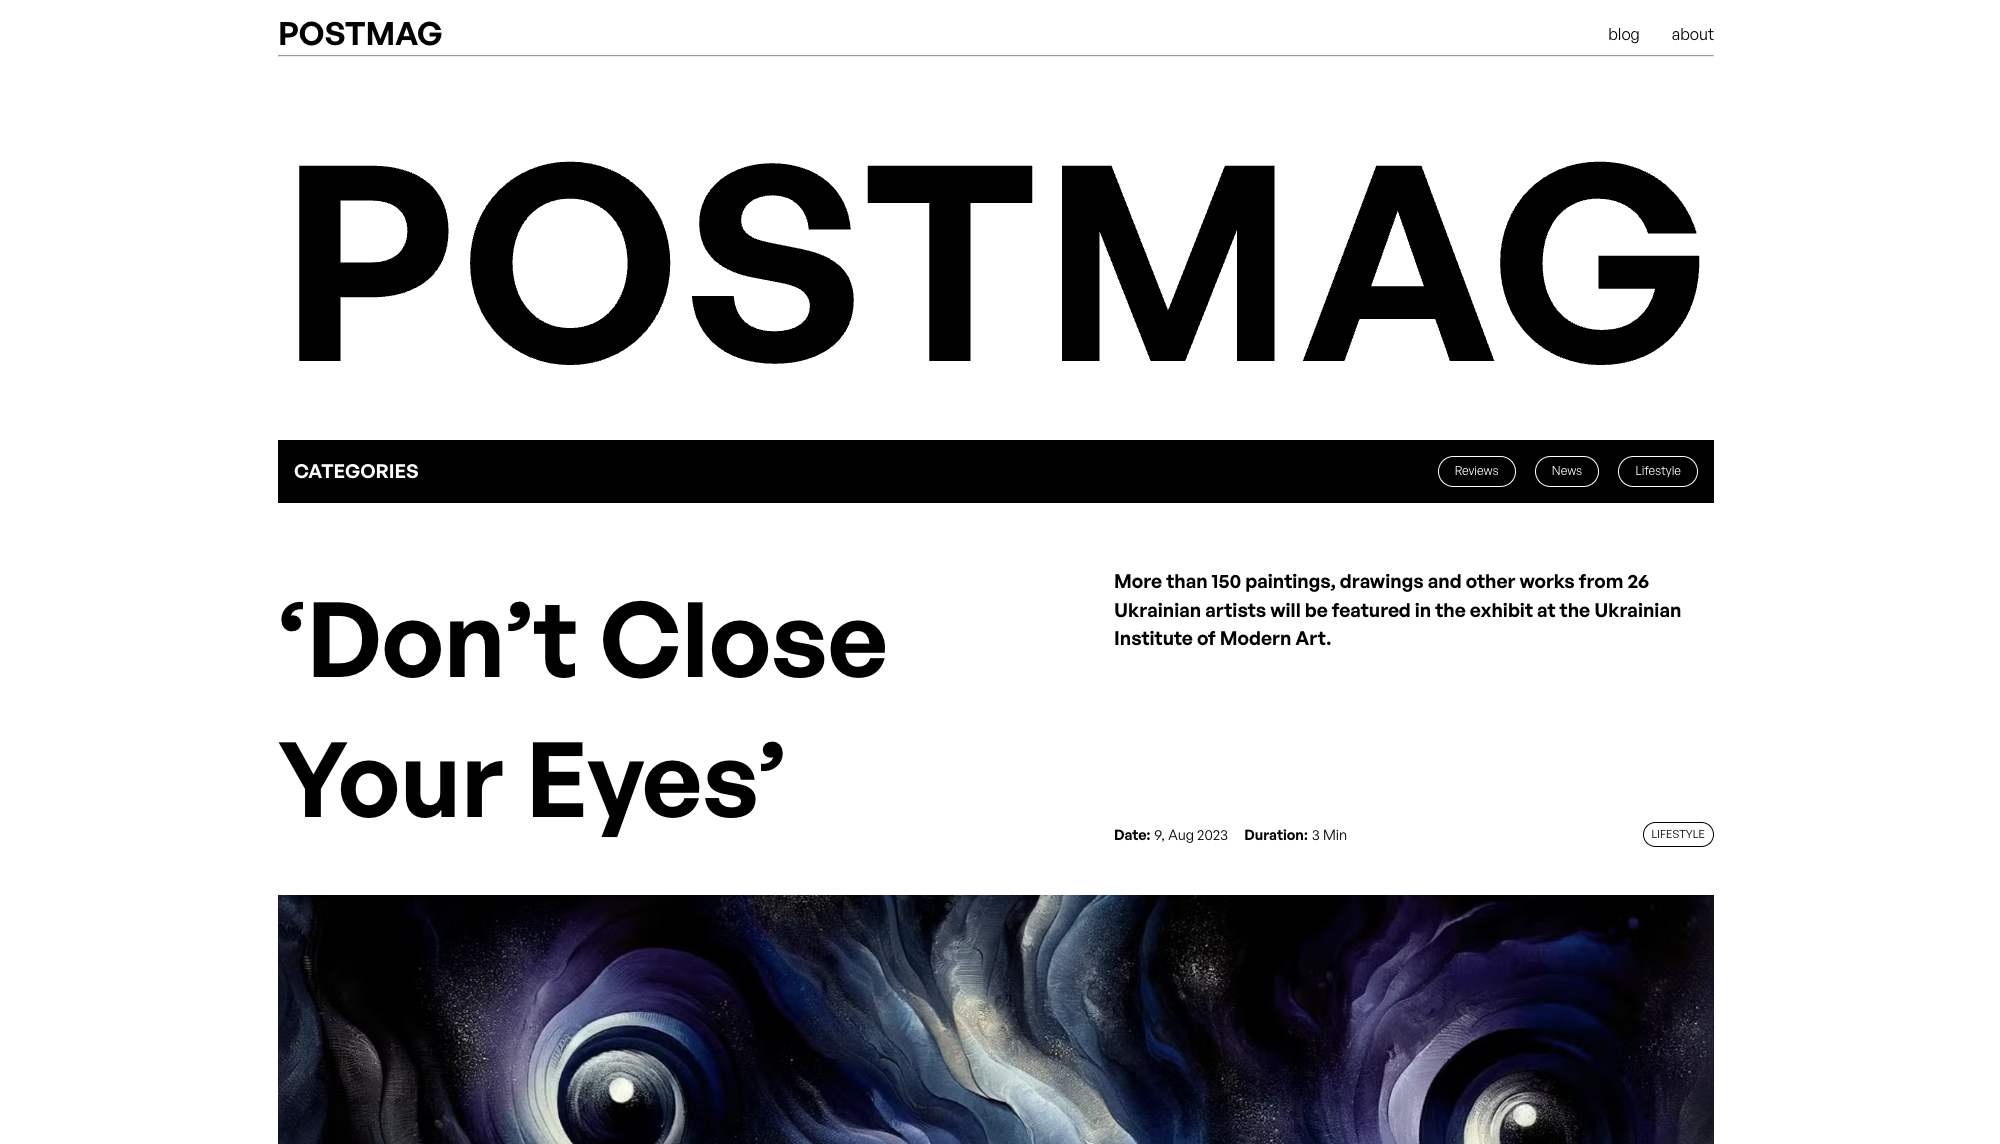 POSTMAG
blog about
POSTMAG
CATEGORIES
Reviews News Lifestyle
‘Don’t Close
Your Eyes’
More than 150 paintings, drawings and other works from 26
Ukrainian artists will be featured in the exhibit at the Ukrainian
Institute of Modern Art.
Date: 9, Aug 2023 Duration: 3 Min
LIFESTYLE